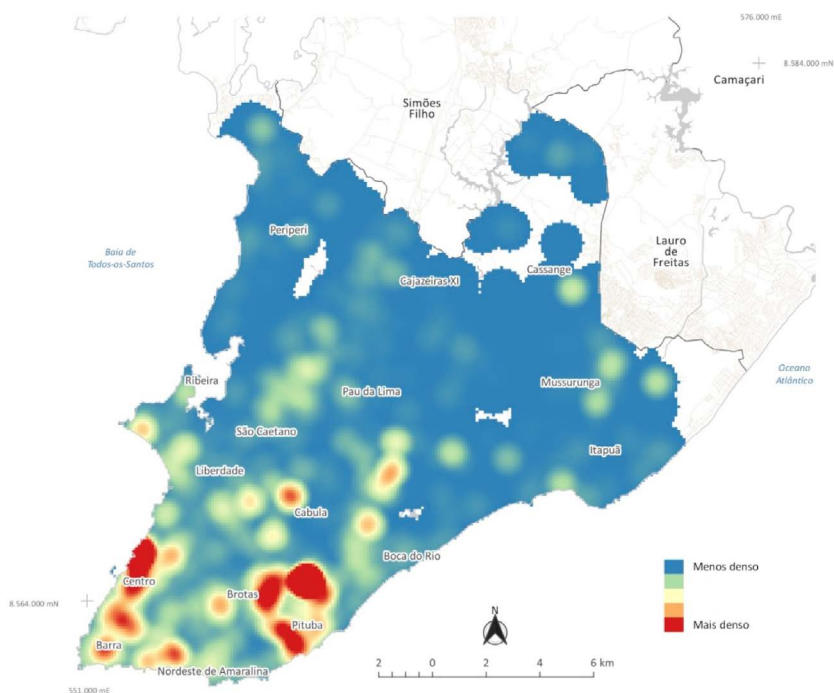 576.000 mE
8.584.000 mN
Camaçari
Simões
Filho
Periperi
Baia de
Todos-os-Santos
Lauro
de
Freitas
Cassange
Cajazeiras XI
Oceano
Atlântico
Ribeira
Mussurunga
Pau da Lima
São Caetano
Itapuã
Liberdade
Cabula
Boca do Rio
Centro
Menos denso
Brotas
8.564.000 mN
Mais denso
Pituba
N
Barra
Nordeste de Amaralina
2 0 2 4 6 km
551.000 mE